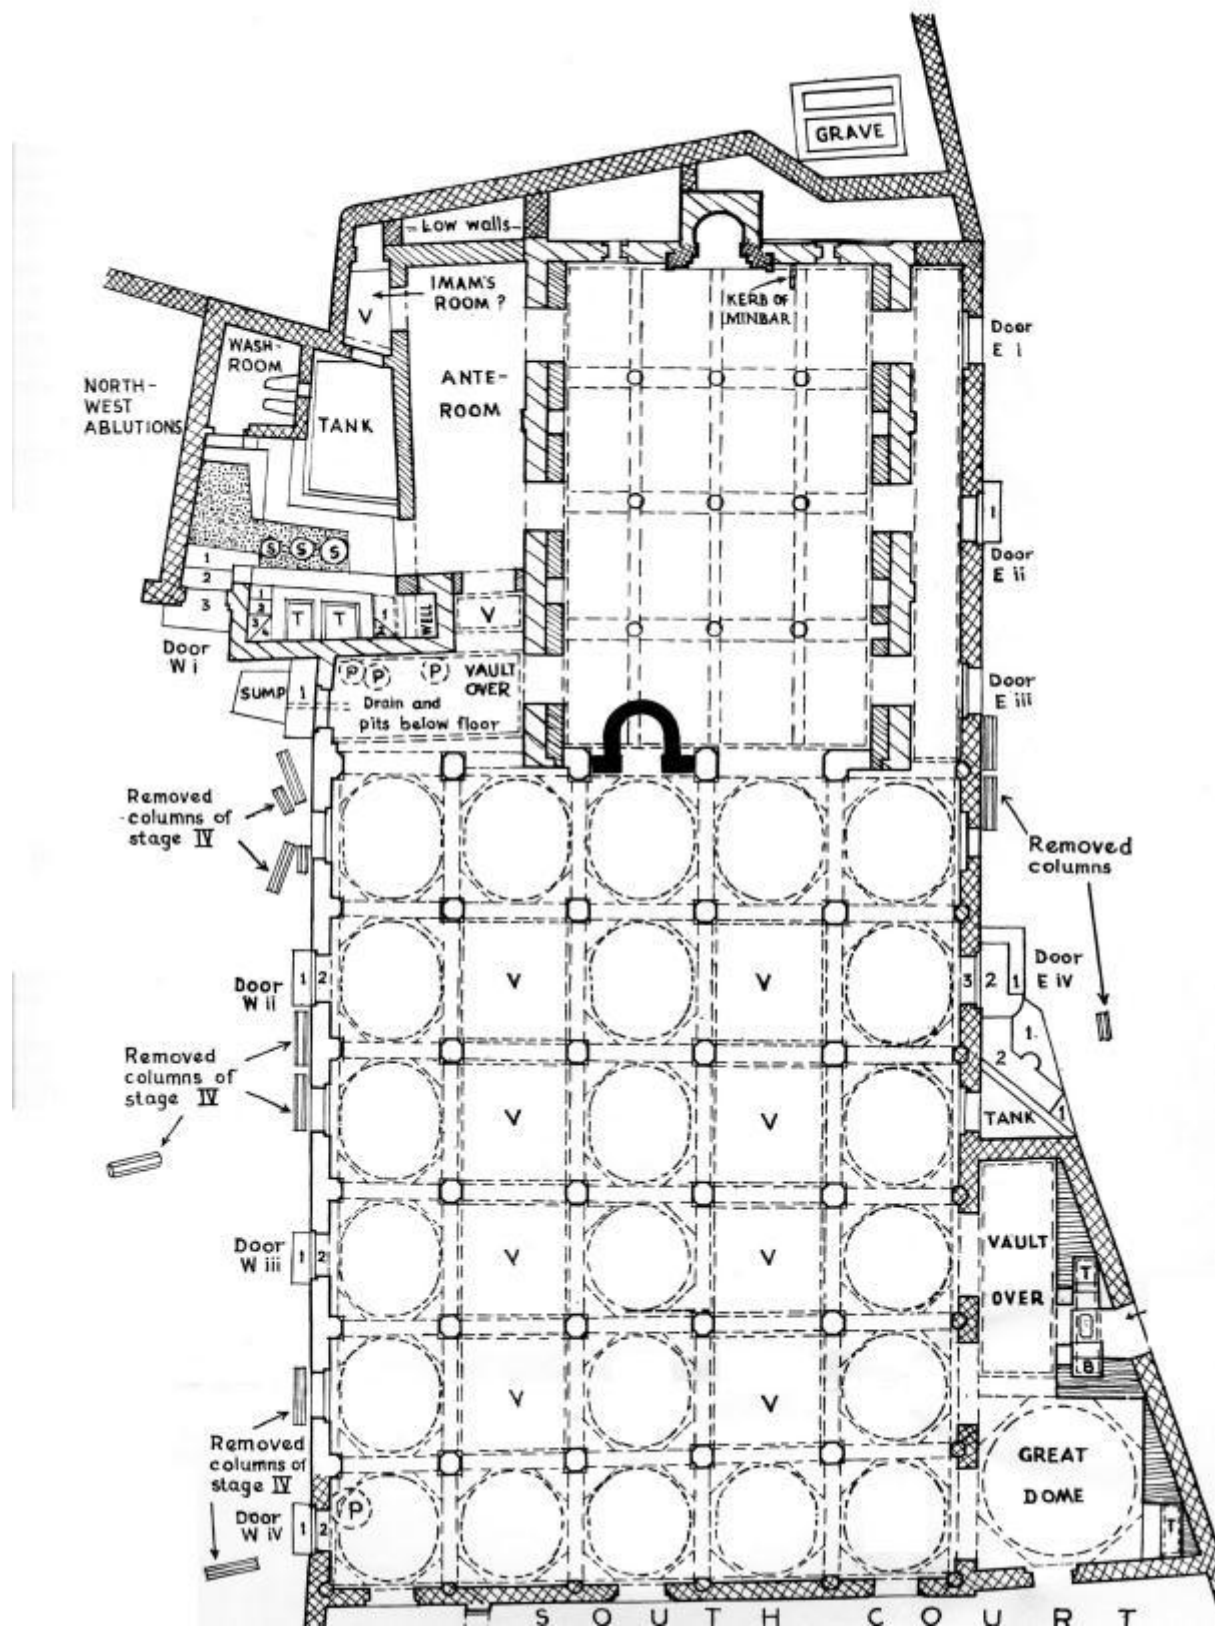 GRAVE
Low walls
IMAM'S
ROOM ?
V
KERB OF
MINBAR
Door
E i
WASH-
ROOM
NORTH-
WEST
ABLUTIONS
TANK
ANTE-
ROOM
1
Door
E ii
S S S
1
2
3
1
2
3
4
T T
1
2
WELL
V
Door
W i
SUMP
1
P P P
VAULT
OVER
Drain and
pits below floor
Door
E iii
Removed
columns of
stage IV
Removed
columns
Door
W ii
1 2
V V
3 2 1
Door
E iv
1.
2
TANK
1
Removed
columns of
stage IV
V V
Door
W iii
1 2
V V
VAULT
OVER
T
B
V V
Removed
columns of
stage IV
GREAT
DOME
T
Door
W iv
1 2
P
SOUTH COURT